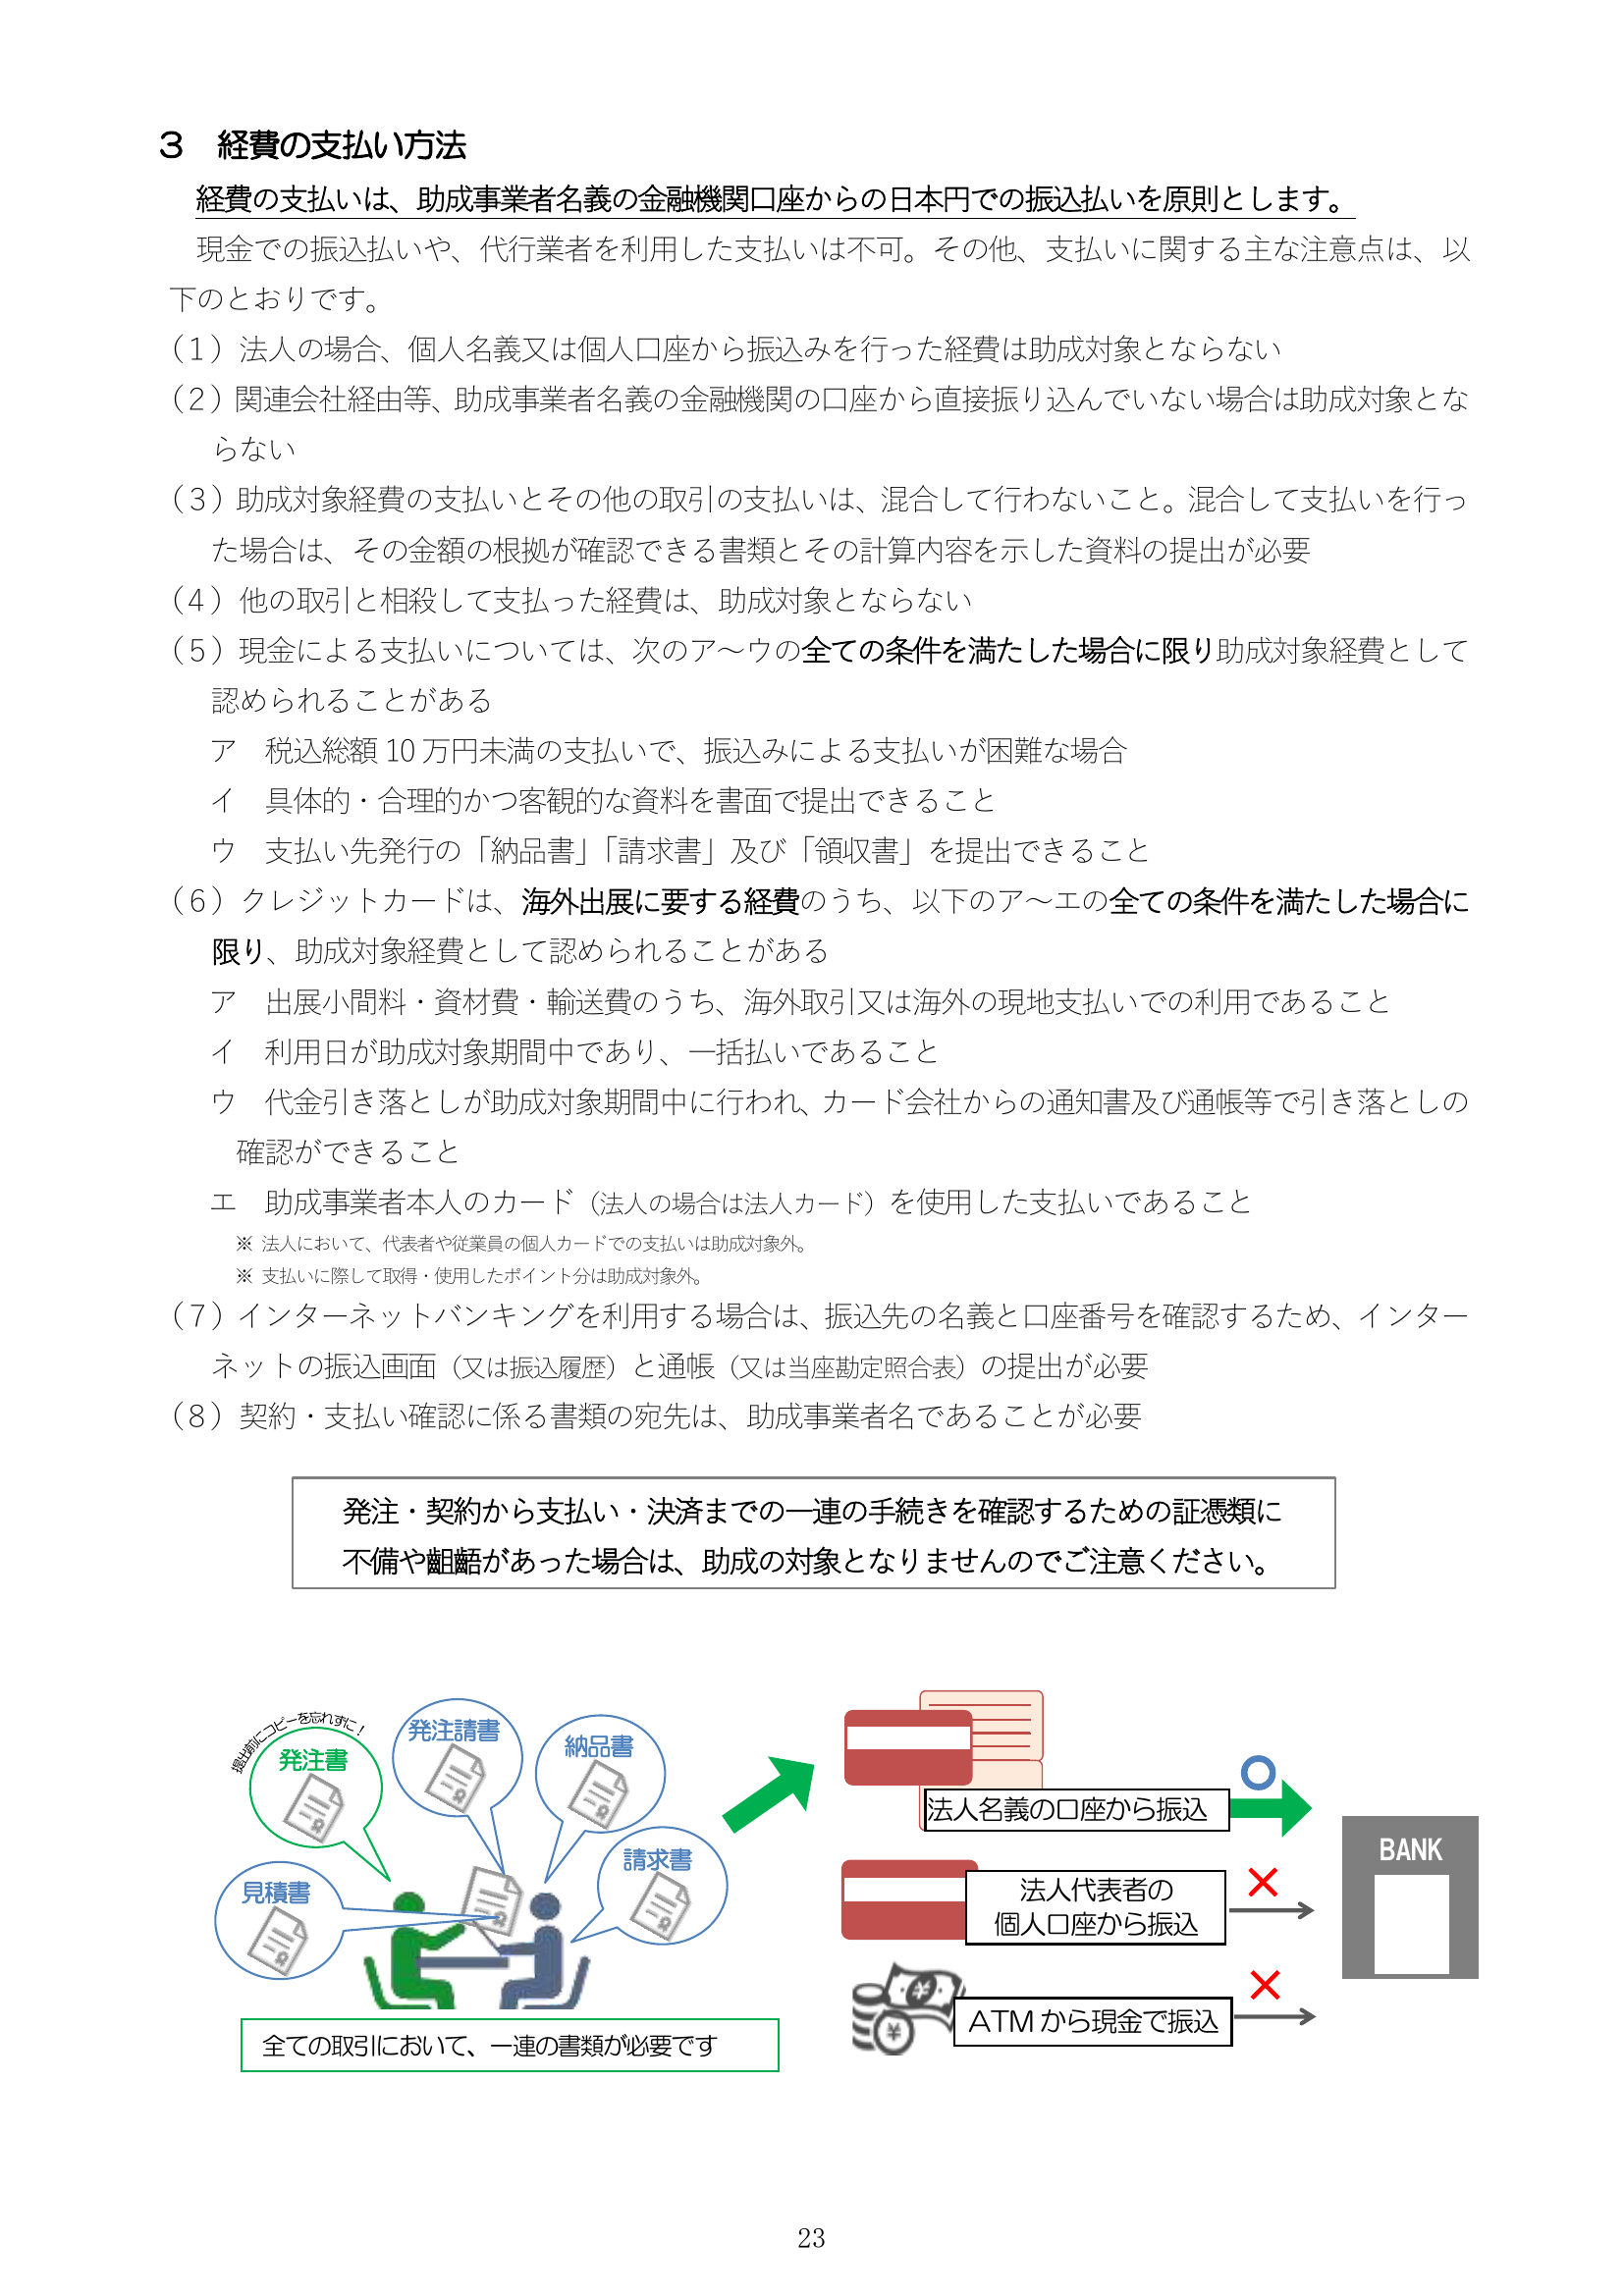 ３　経費の支払い方法
経費の支払いは、助成事業者名義の金融機関口座からの日本円での振込払いを原則とします。
現金での振込払いや、代行業者を利用した支払いは不可。その他、支払いに関する主な注意点は、以
下のとおりです。
（１）法人の場合、個人名義又は個人口座から振込みを行った経費は助成対象とならない
（２）関連会社経由等、助成事業者名義の金融機関の口座から直接振り込んでいない場合は助成対象とな
らない
（３）助成対象経費の支払いとその他の取引の支払いは、混合して行わないこと。混合して支払いを行っ
た場合は、その金額の根拠が確認できる書類とその計算内容を示した資料の提出が必要
（４）他の取引と相殺して支払った経費は、助成対象とならない
（５）現金による支払いについては、次のア～ウの全ての条件を満たした場合に限り助成対象経費として
認められることがある
ア　税込総額 10 万円未満の支払いで、振込みによる支払いが困難な場合
イ　具体的・合理的かつ客観的な資料を書面で提出できること
ウ　支払い先発行の「納品書」「請求書」及び「領収書」を提出できること
（６）クレジットカードは、海外出展に要する経費のうち、以下のア～エの全ての条件を満たした場合に
限り、助成対象経費として認められることがある
ア　出展小間料・資材費・輸送費のうち、海外取引又は海外の現地支払いでの利用であること
イ　利用日が助成対象期間中であり、一括払いであること
ウ　代金引き落としが助成対象期間中に行われ、カード会社からの通知書及び通帳等で引き落としの
確認ができること
エ　助成事業者本人のカード（法人の場合は法人カード）を使用した支払いであること
※ 法人において、代表者や従業員の個人カードでの支払いは助成対象外。
※ 支払いに際して取得・使用したポイント分は助成対象外。
（７）インターネットバンキングを利用する場合は、振込先の名義と口座番号を確認するため、インター
ネットの振込画面（又は振込履歴）と通帳（又は当座勘定照合表）の提出が必要
（８）契約・支払い確認に係る書類の宛先は、助成事業者名であることが必要
発注・契約から支払い・決済までの一連の手続きを確認するための証憑類に
不備や齟齬があった場合は、助成の対象となりませんのでご注意ください。
提出前にコピーを忘れずに！
発注書
発注請書
納品書
請求書
見積書
全ての取引において、一連の書類が必要です
法人名義の口座から振込
法人代表者の
個人口座から振込
ATM から現金で振込
BANK
23